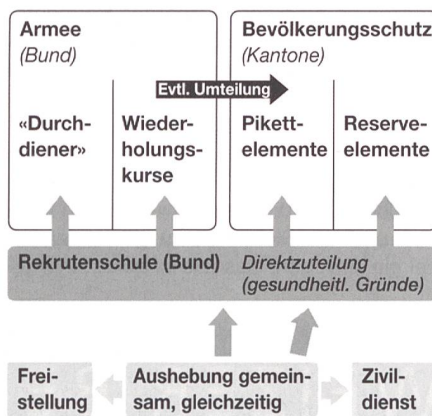 Armee
(Bund)
Bevölkerungsschutz
(Kantone)
Evtl. Umteilung
«Durch-
diener»
Wieder-
holungs-
kurse
Pikett-
elemente
Reserve-
elemente
Rekrutenschule (Bund)
Direktzuteilung
(gesundheitl. Gründe)
Frei-
stellung
Aushebung gemein-
sam, gleichzeitig
Zivil-
dienst